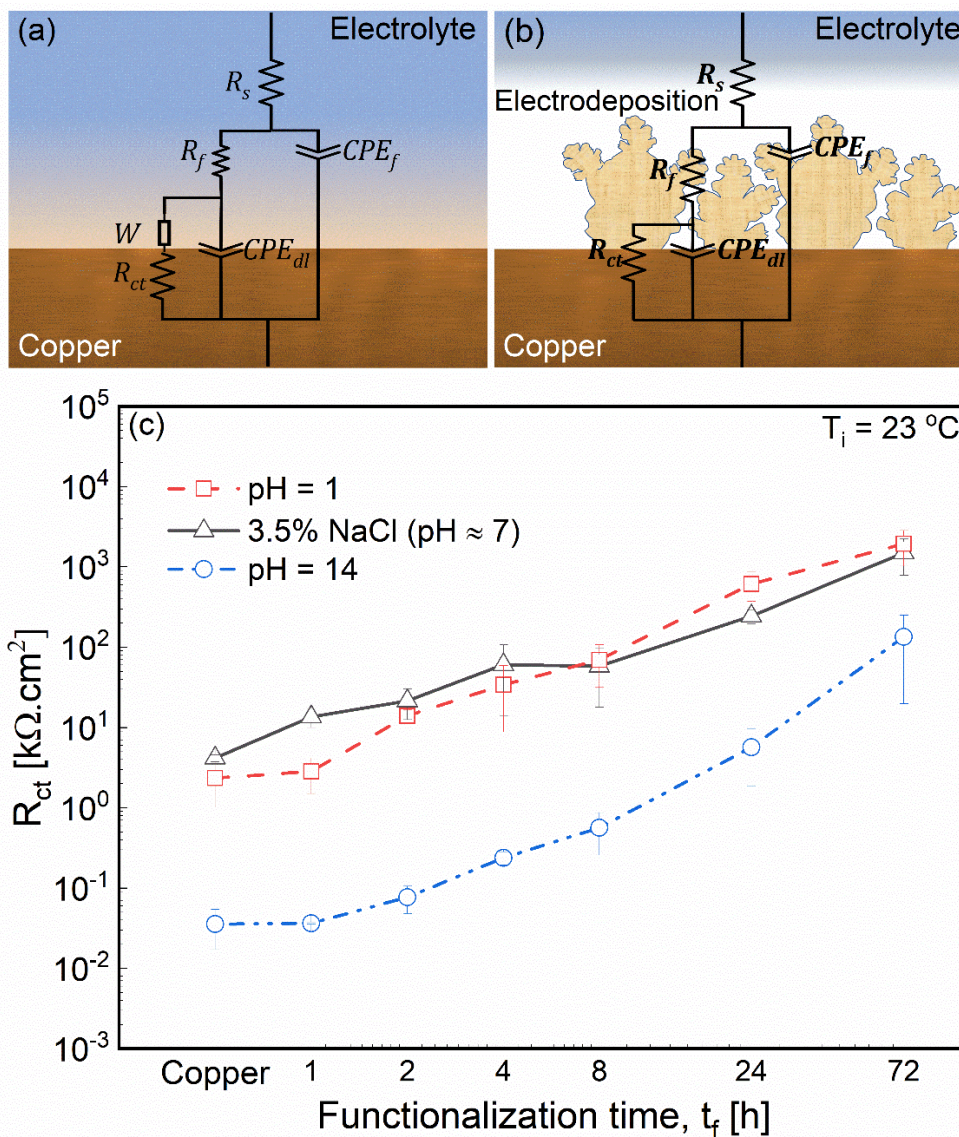 (a)
Electrolyte
R_s
R_f
CPE_f
W
CPE_dl
R_ct
Copper
(b)
Electrolyte
R_s
Electrodeposition
CPE_f
R_f
R_ct
CPE_dl
Copper
10^5
(c)
T_i = 23 °C
10^4
pH = 1
3.5% NaCl (pH ≈ 7)
pH = 14
10^3
10^2
10^1
10^0
10^-1
10^-2
10^-3
R_ct [kΩ.cm^2]
Copper 1 2 4 8 24 72
Functionalization time, t_f [h]